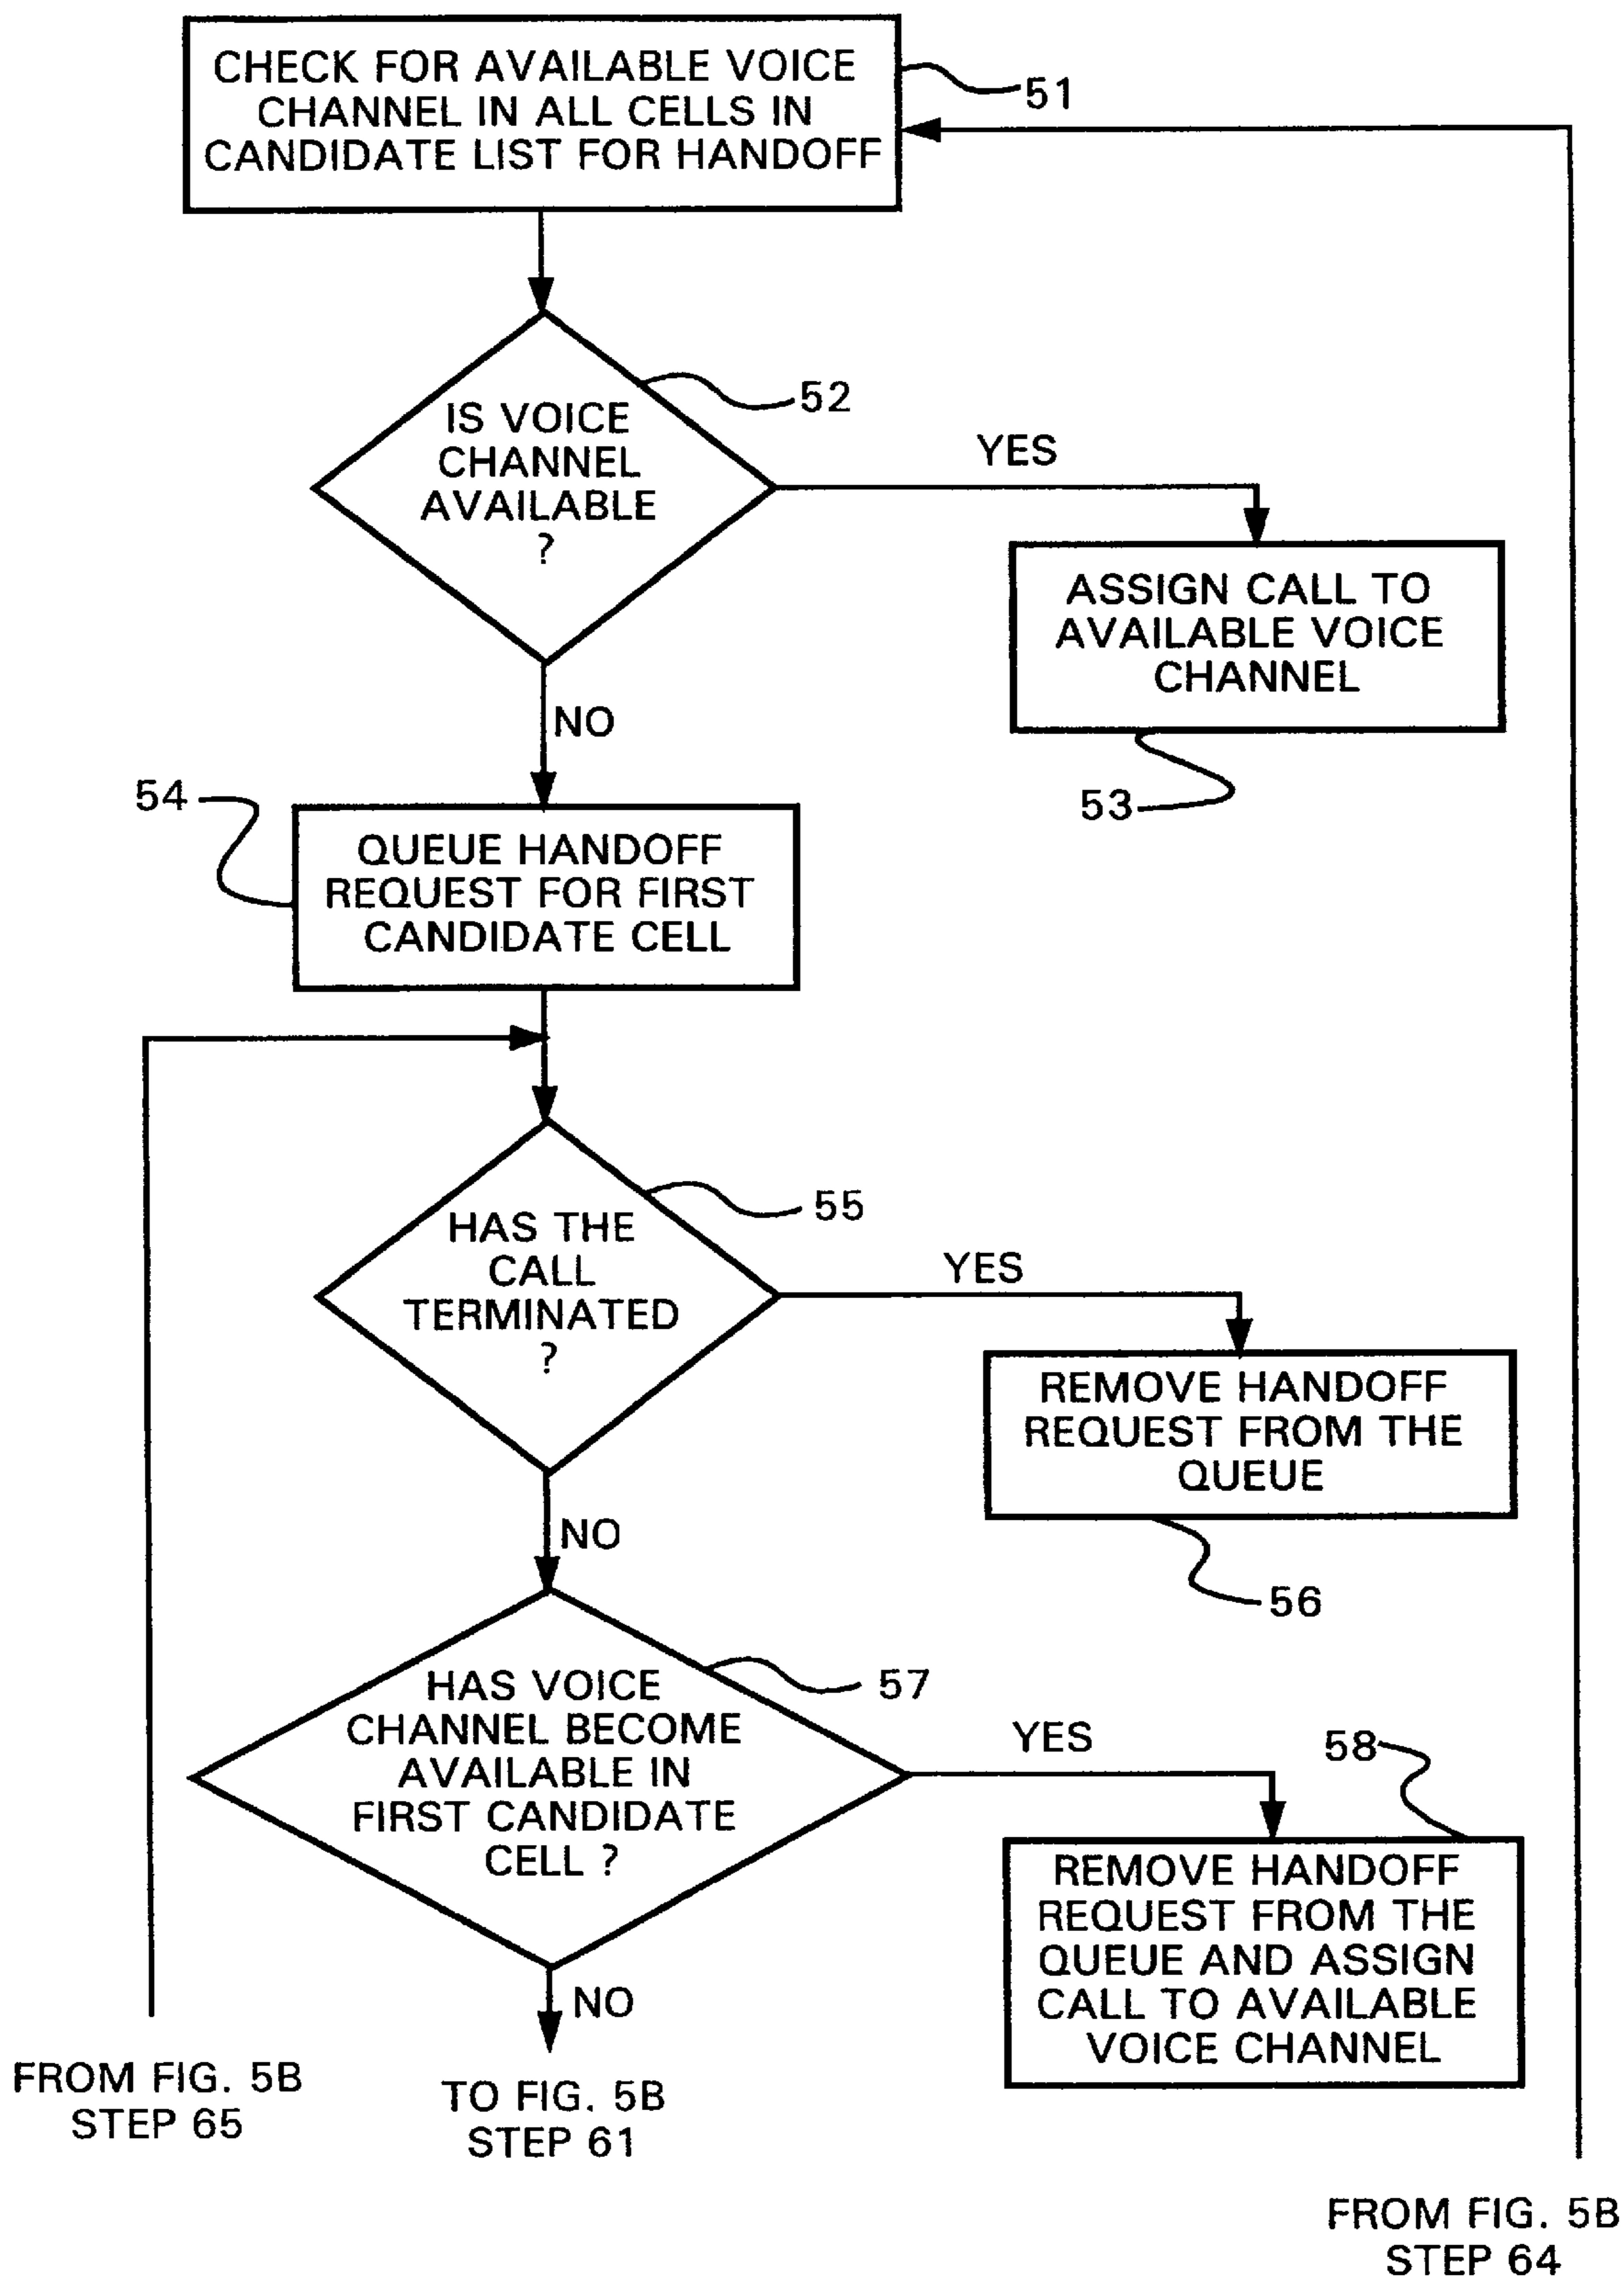 CHECK FOR AVAILABLE VOICE
CHANNEL IN ALL CELLS IN
CANDIDATE LIST FOR HANDOFF
51
IS VOICE
CHANNEL
AVAILABLE
?
52
YES
ASSIGN CALL TO
AVAILABLE VOICE
CHANNEL
53
NO
54
QUEUE HANDOFF
REQUEST FOR FIRST
CANDIDATE CELL
HAS THE
CALL
TERMINATED
?
55
YES
REMOVE HANDOFF
REQUEST FROM THE
QUEUE
56
NO
HAS VOICE
CHANNEL BECOME
AVAILABLE IN
FIRST CANDIDATE
CELL ?
57
YES
58
REMOVE HANDOFF
REQUEST FROM THE
QUEUE AND ASSIGN
CALL TO AVAILABLE
VOICE CHANNEL
NO
FROM FIG. 5B
STEP 65
TO FIG. 5B
STEP 61
FROM FIG. 5B
STEP 64